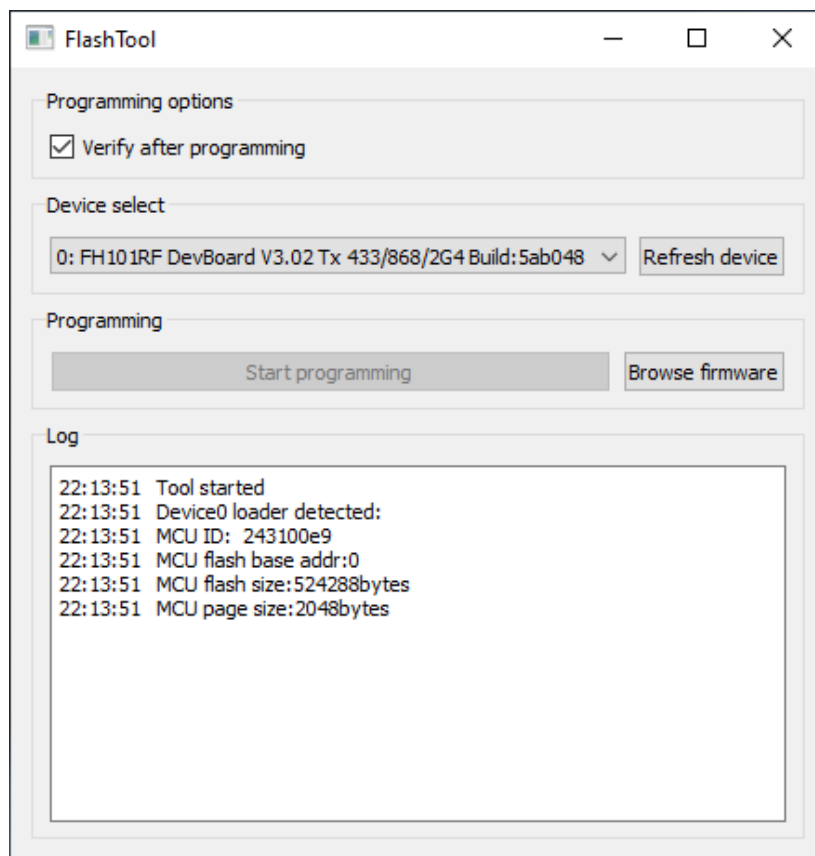 FlashTool
Programming options
Verify after programming
Device select
0: FH101RF DevBoard V3.02 Tx 433/868/2G4 Build:5ab048
Refresh device
Programming
Start programming
Browse firmware
Log
22:13:51 Tool started
22:13:51 Device0 loader detected:
22:13:51 MCU ID: 243100e9
22:13:51 MCU flash base addr:0
22:13:51 MCU flash size:524288bytes
22:13:51 MCU page size:2048bytes